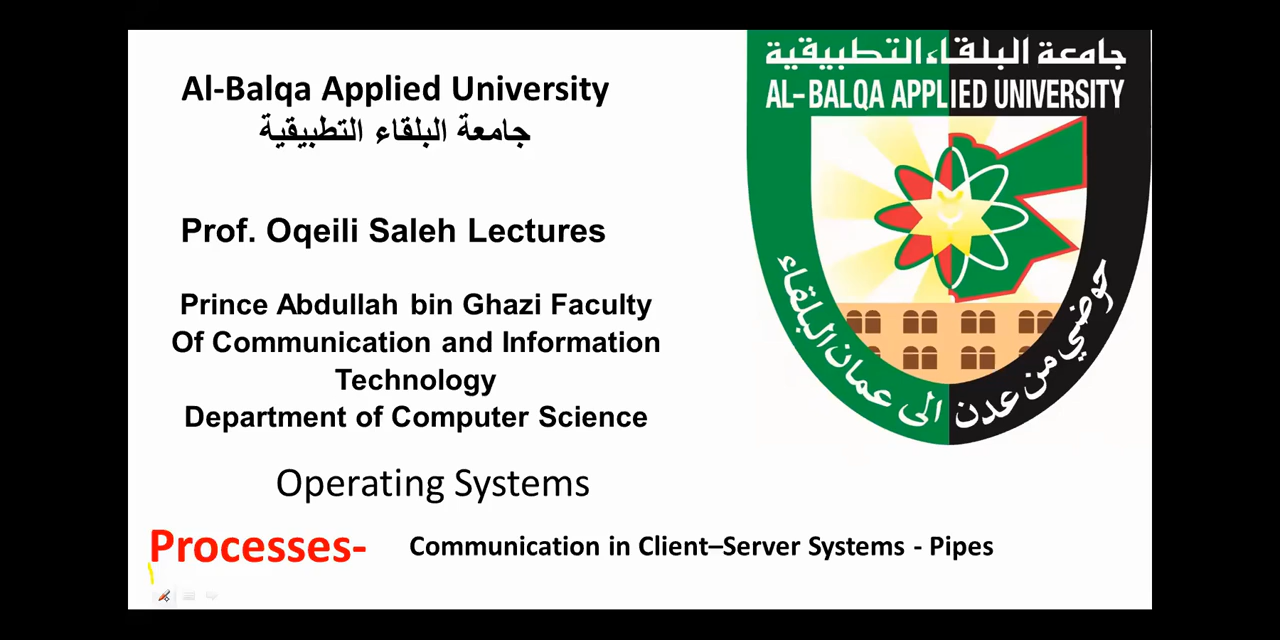 Al-Balqa Applied University
جامعة البلقاء التطبيقية
Prof. Oqeili Saleh Lectures
Prince Abdullah bin Ghazi Faculty
Of Communication and Information
Technology
Department of Computer Science
Operating Systems
Processes- Communication in Client–Server Systems - Pipes
جامعة البلقاء التطبيقية
AL-BALQA APPLIED UNIVERSITY
حوضي من عدن الى عمان البلقاء